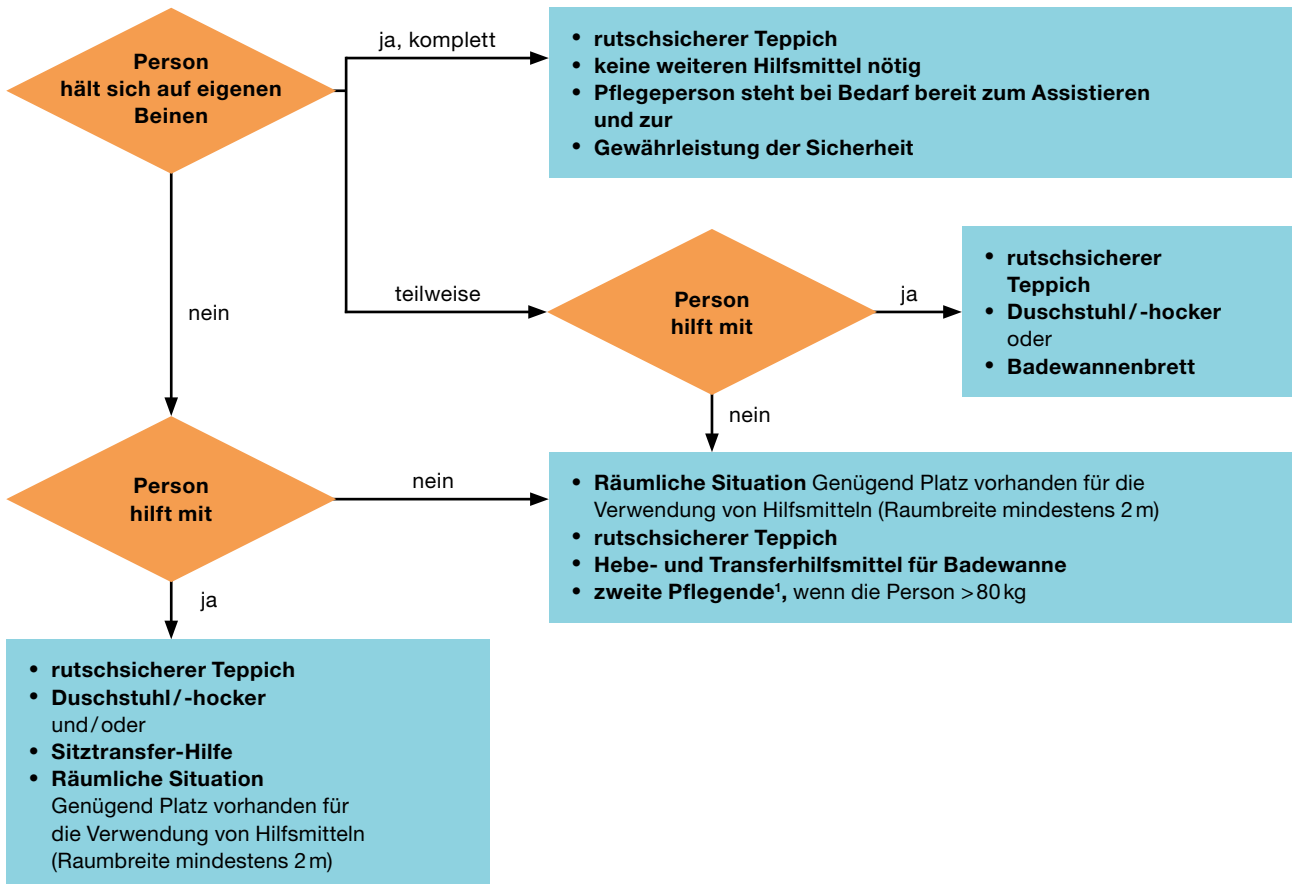 Person
hält sich auf eigenen
Beinen
ja, komplett
• rutschsicherer Teppich
• keine weiteren Hilfsmittel nötig
• Pflegeperson steht bei Bedarf bereit zum Assistieren
und zur
• Gewährleistung der Sicherheit
nein
teilweise
Person
hilft mit
ja
• rutschsicherer
Teppich
• Duschstuhl/-hocker
oder
• Badewannenbrett
nein
Person
hilft mit
nein
• Räumliche Situation Genügend Platz vorhanden für die
Verwendung von Hilfsmitteln (Raumbreite mindestens 2 m)
• rutschsicherer Teppich
• Hebe- und Transferhilfsmittel für Badewanne
• zweite Pflegende¹, wenn die Person >80 kg
ja
• rutschsicherer Teppich
• Duschstuhl/-hocker
und/oder
• Sitztransfer-Hilfe
• Räumliche Situation
Genügend Platz vorhanden für
die Verwendung von Hilfsmitteln
(Raumbreite mindestens 2 m)